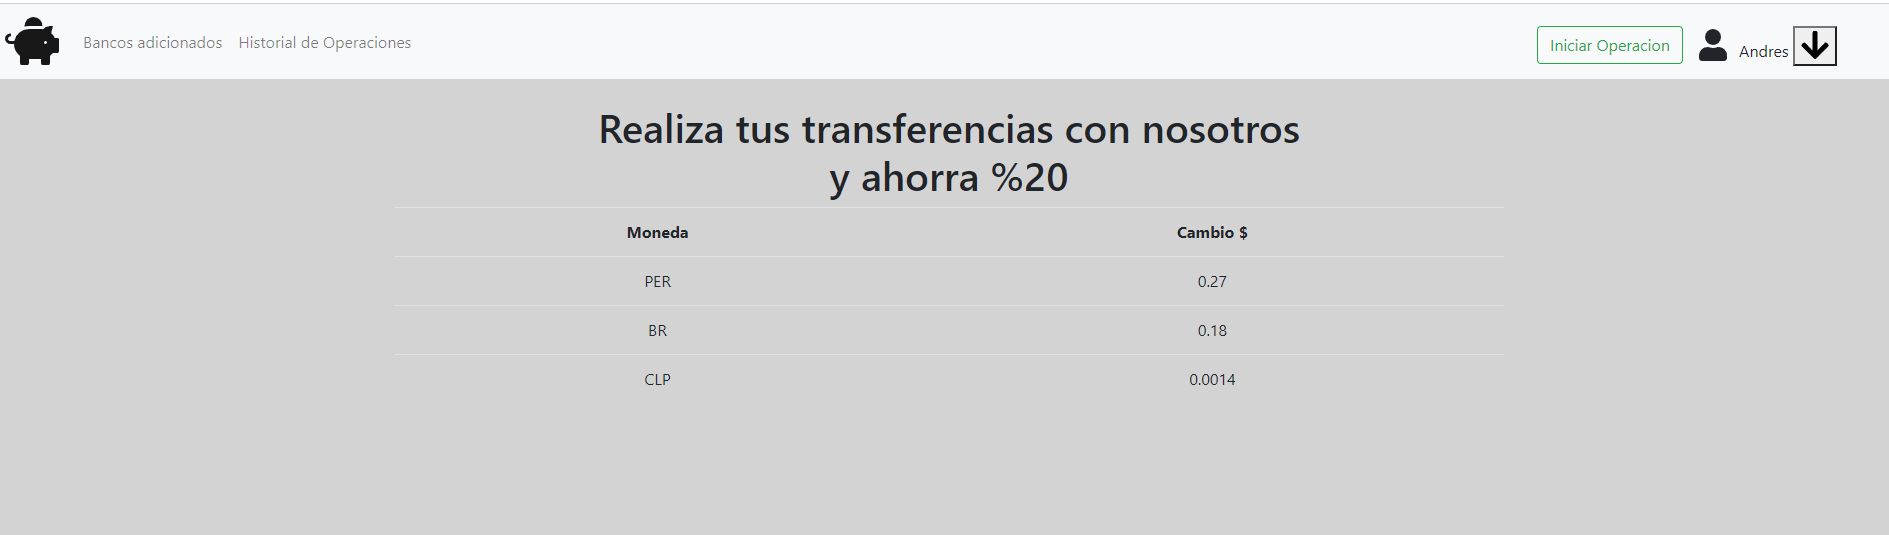 Bancos adicionados Historial de Operaciones Iniciar Operacion Andres
Realiza tus transferencias con nosotros
y ahorra %20
Moneda Cambio $
PER 0.27
BR 0.18
CLP 0.0014